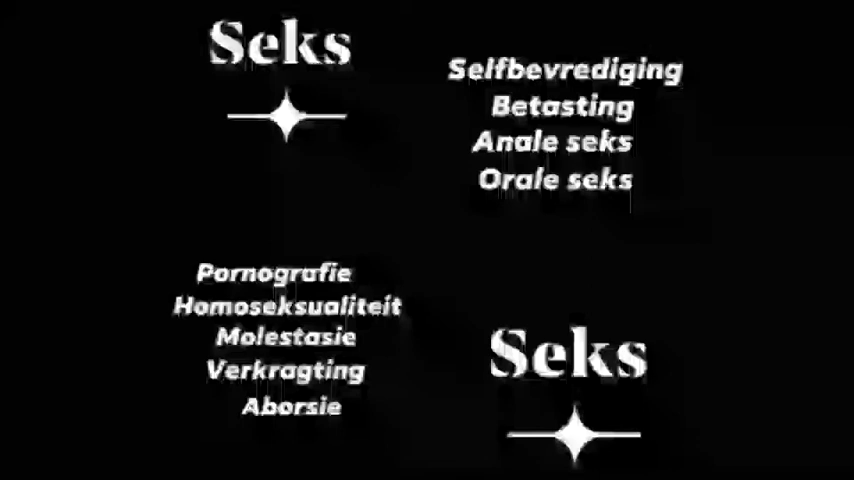 Seks
Selfbevrediging
Betasting
Anale seks
Orale seks
Pornografie
Homoseksualiteit
Molestasie
Verkragting
Aborsie
Seks